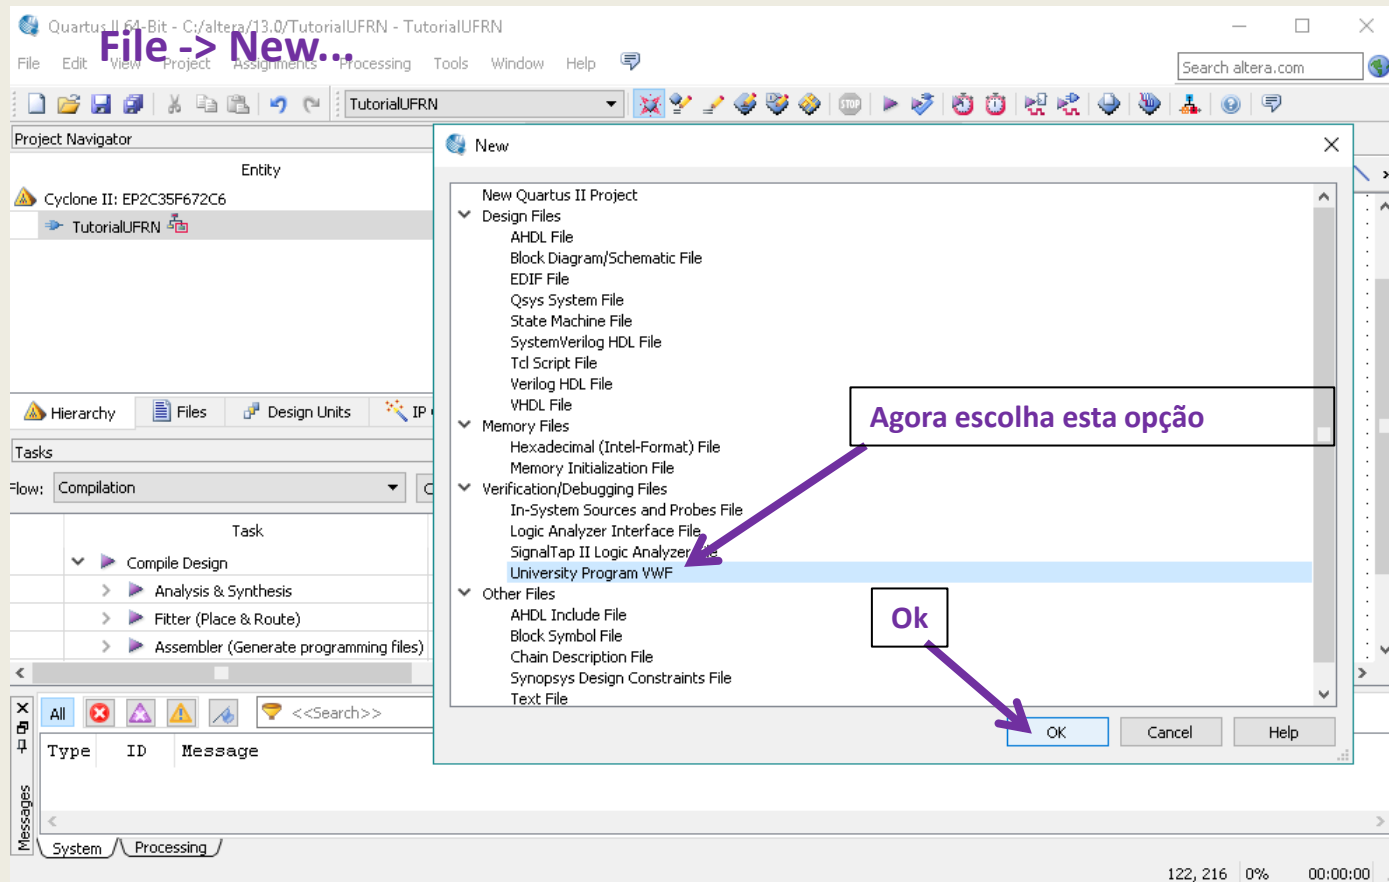 Quartus II 64-Bit - C:/altera/13.0/TutorialUFRN - TutorialUFRN
File -> New...
File Edit View Project Assignments Processing Tools Window Help
Search altera.com
TutorialUFRN
Project Navigator
Entity
Cyclone II: EP2C35F672C6
TutorialUFRN
Hierarchy Files Design Units IP
Tasks
Flow: Compilation
Task
Compile Design
Analysis & Synthesis
Fitter (Place & Route)
Assembler (Generate programming files)
New
New Quartus II Project
Design Files
AHDL File
Block Diagram/Schematic File
EDIF File
Qsys System File
State Machine File
SystemVerilog HDL File
Tcl Script File
Verilog HDL File
VHDL File
Memory Files
Hexadecimal (Intel-Format) File
Memory Initialization File
Verification/Debugging Files
In-System Sources and Probes File
Logic Analyzer Interface File
SignalTap II Logic Analyzer File
University Program VWF
Other Files
AHDL Include File
Block Symbol File
Chain Description File
Synopsys Design Constraints File
Text File
Agora escolha esta opção
Ok
OK Cancel Help
All <<Search>>
Type ID Message
Messages
System Processing
122, 216 0% 00:00:00